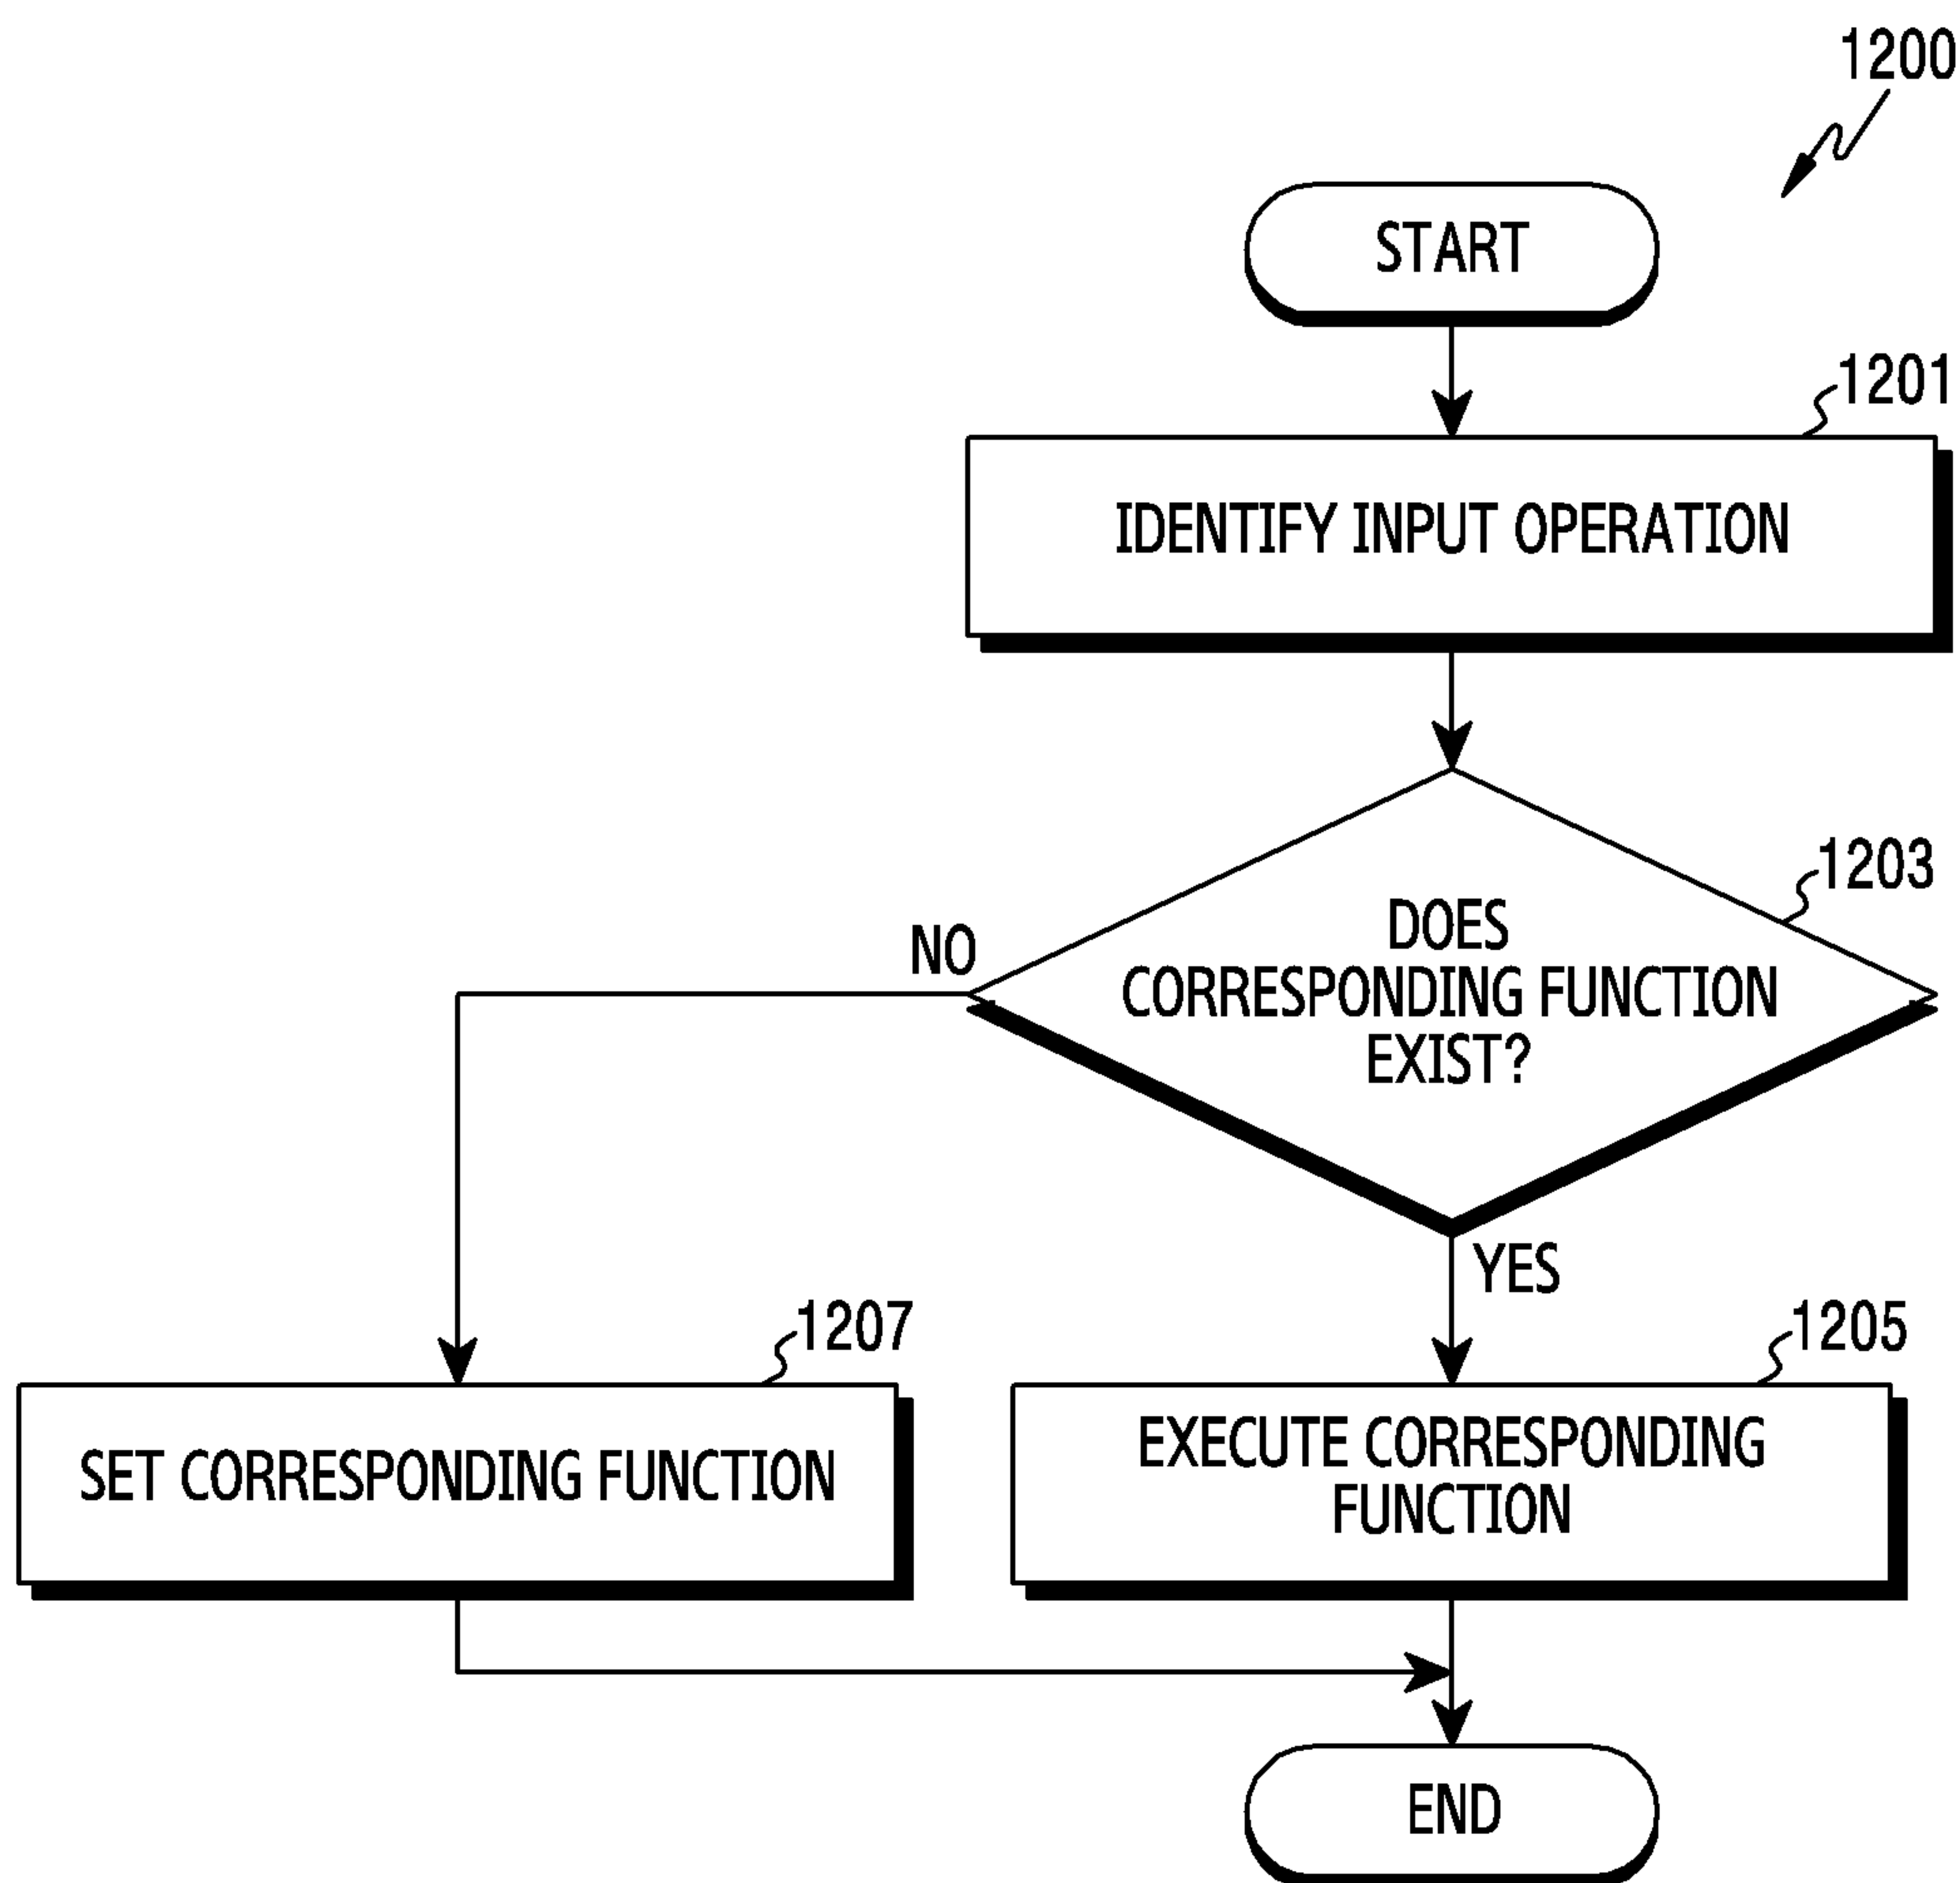 1200
START
1201
IDENTIFY INPUT OPERATION
1203
DOES
CORRESPONDING FUNCTION
EXIST?
NO
YES
1207
SET CORRESPONDING FUNCTION
1205
EXECUTE CORRESPONDING
FUNCTION
END